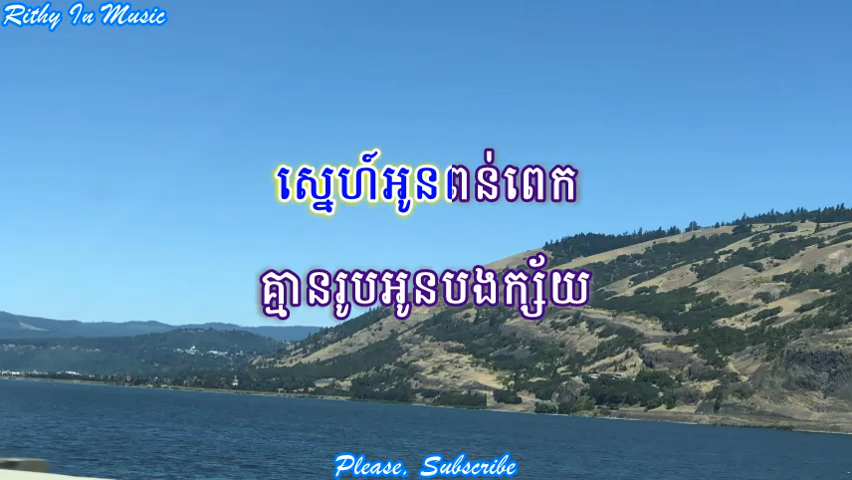 Rithy In Music
ស្នេហ៍អូនពន់ពេក
គ្មានរូបអូនបងក្ស័យ
Please, Subscribe